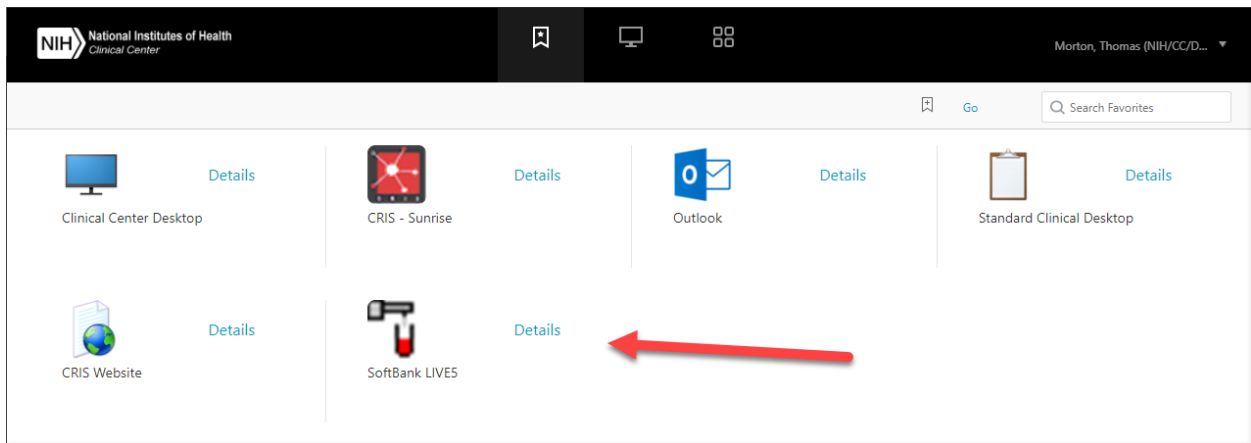 NIH National Institutes of Health
Clinical Center
Morton, Thomas (NIH/CC/D...
Go
Search Favorites
Details
Details
Details
Details
Clinical Center Desktop
CRIS - Sunrise
Outlook
Standard Clinical Desktop
Details
Details
CRIS Website
SoftBank LIVE5